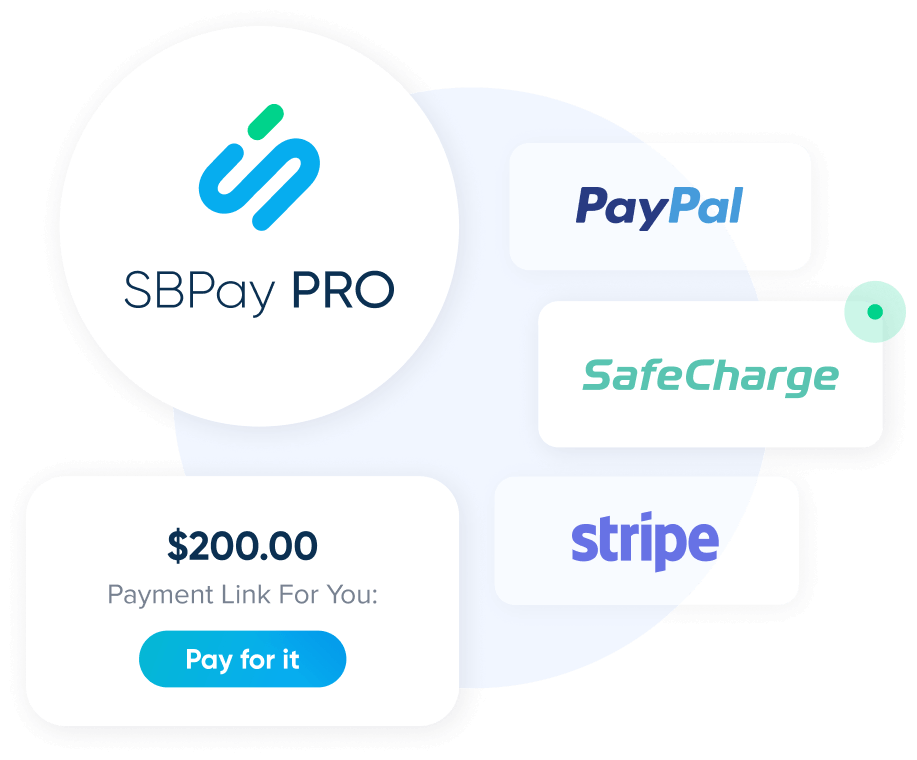 SBPay PRO
PayPal
SafeCharge
stripe
$200.00
Payment Link For You:
Pay for it